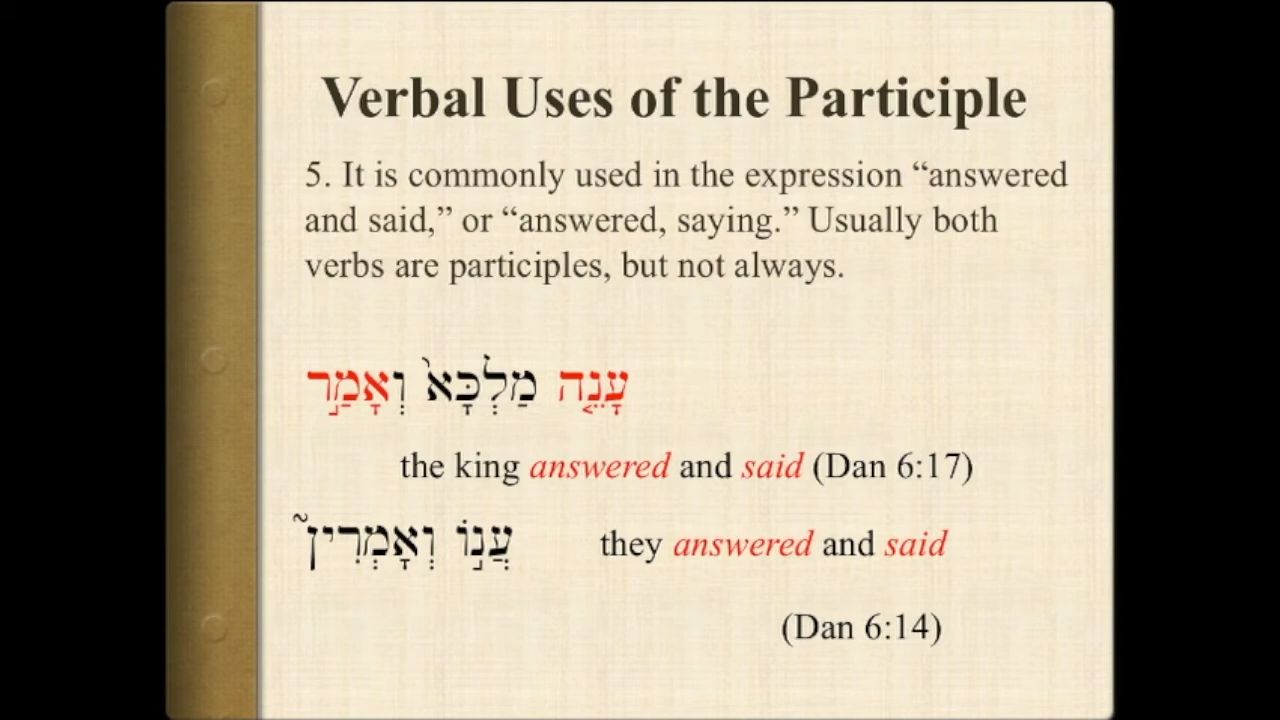 Verbal Uses of the Participle
5. It is commonly used in the expression “answered
and said,” or “answered, saying.” Usually both
verbs are participles, but not always.
עָנֵ֤ה מַלְכָּא֙ וְאָמַ֣ר
the king answered and said (Dan 6:17)
עֲנ֣וֹ וְאָמְרִין֮ they answered and said
(Dan 6:14)